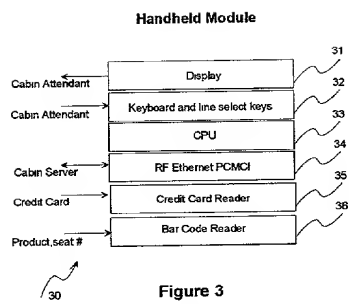 Handheld Module
31
Display
Cabin Attendant
32
Keyboard and line select keys
Cabin Attendant
33
CPU
34
RF Ethernet PCMCI
Cabin Server
35
Credit Card
Credit Card Reader
36
Bar Code Reader
Product,seat #
30
Figure 3